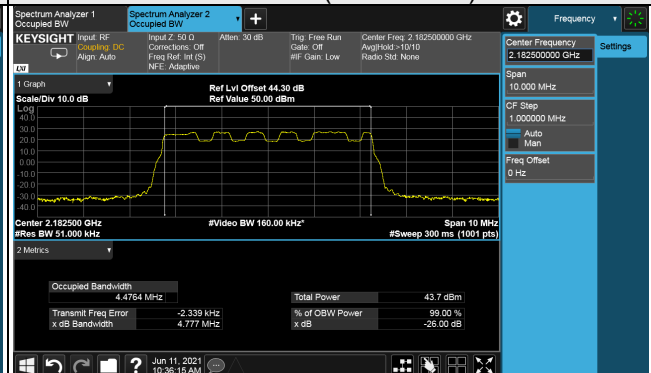 Spectrum Analyzer 1
Occupied BW
Spectrum Analyzer 2
Occupied BW
Frequency
KEYSIGHT
Input: RF
Coupling: DC
Align: Auto
Input Z: 50 Ω
Corrections: Off
Freq Ref: Int (S)
NFE: Adaptive
Atten: 30 dB
Trig: Free Run
Gate: Off
#IF Gain: Low
Center Freq: 2.182500000 GHz
Avg|Hold:>10/10
Radio Std: None
LXI
Center Frequency
2.182500000 GHz
Settings
Span
10.000 MHz
CF Step
1.000000 MHz
Auto
Man
Freq Offset
0 Hz
1 Graph
Scale/Div 10.0 dB
Ref Lvl Offset 44.30 dB
Ref Value 50.00 dBm
Log
40.0
30.0
20.0
10.0
0.00
-10.0
-20.0
-30.0
-40.0
Center 2.182500 GHz
#Res BW 51.000 kHz
#Video BW 160.00 kHz*
Span 10 MHz
#Sweep 300 ms (1001 pts)
2 Metrics
Occupied Bandwidth
4.4764 MHz
Total Power
43.7 dBm
Transmit Freq Error
-2.339 kHz
% of OBW Power
99.00 %
x dB Bandwidth
4.777 MHz
x dB
-26.00 dB
Jun 11, 2021
10:36:15 AM